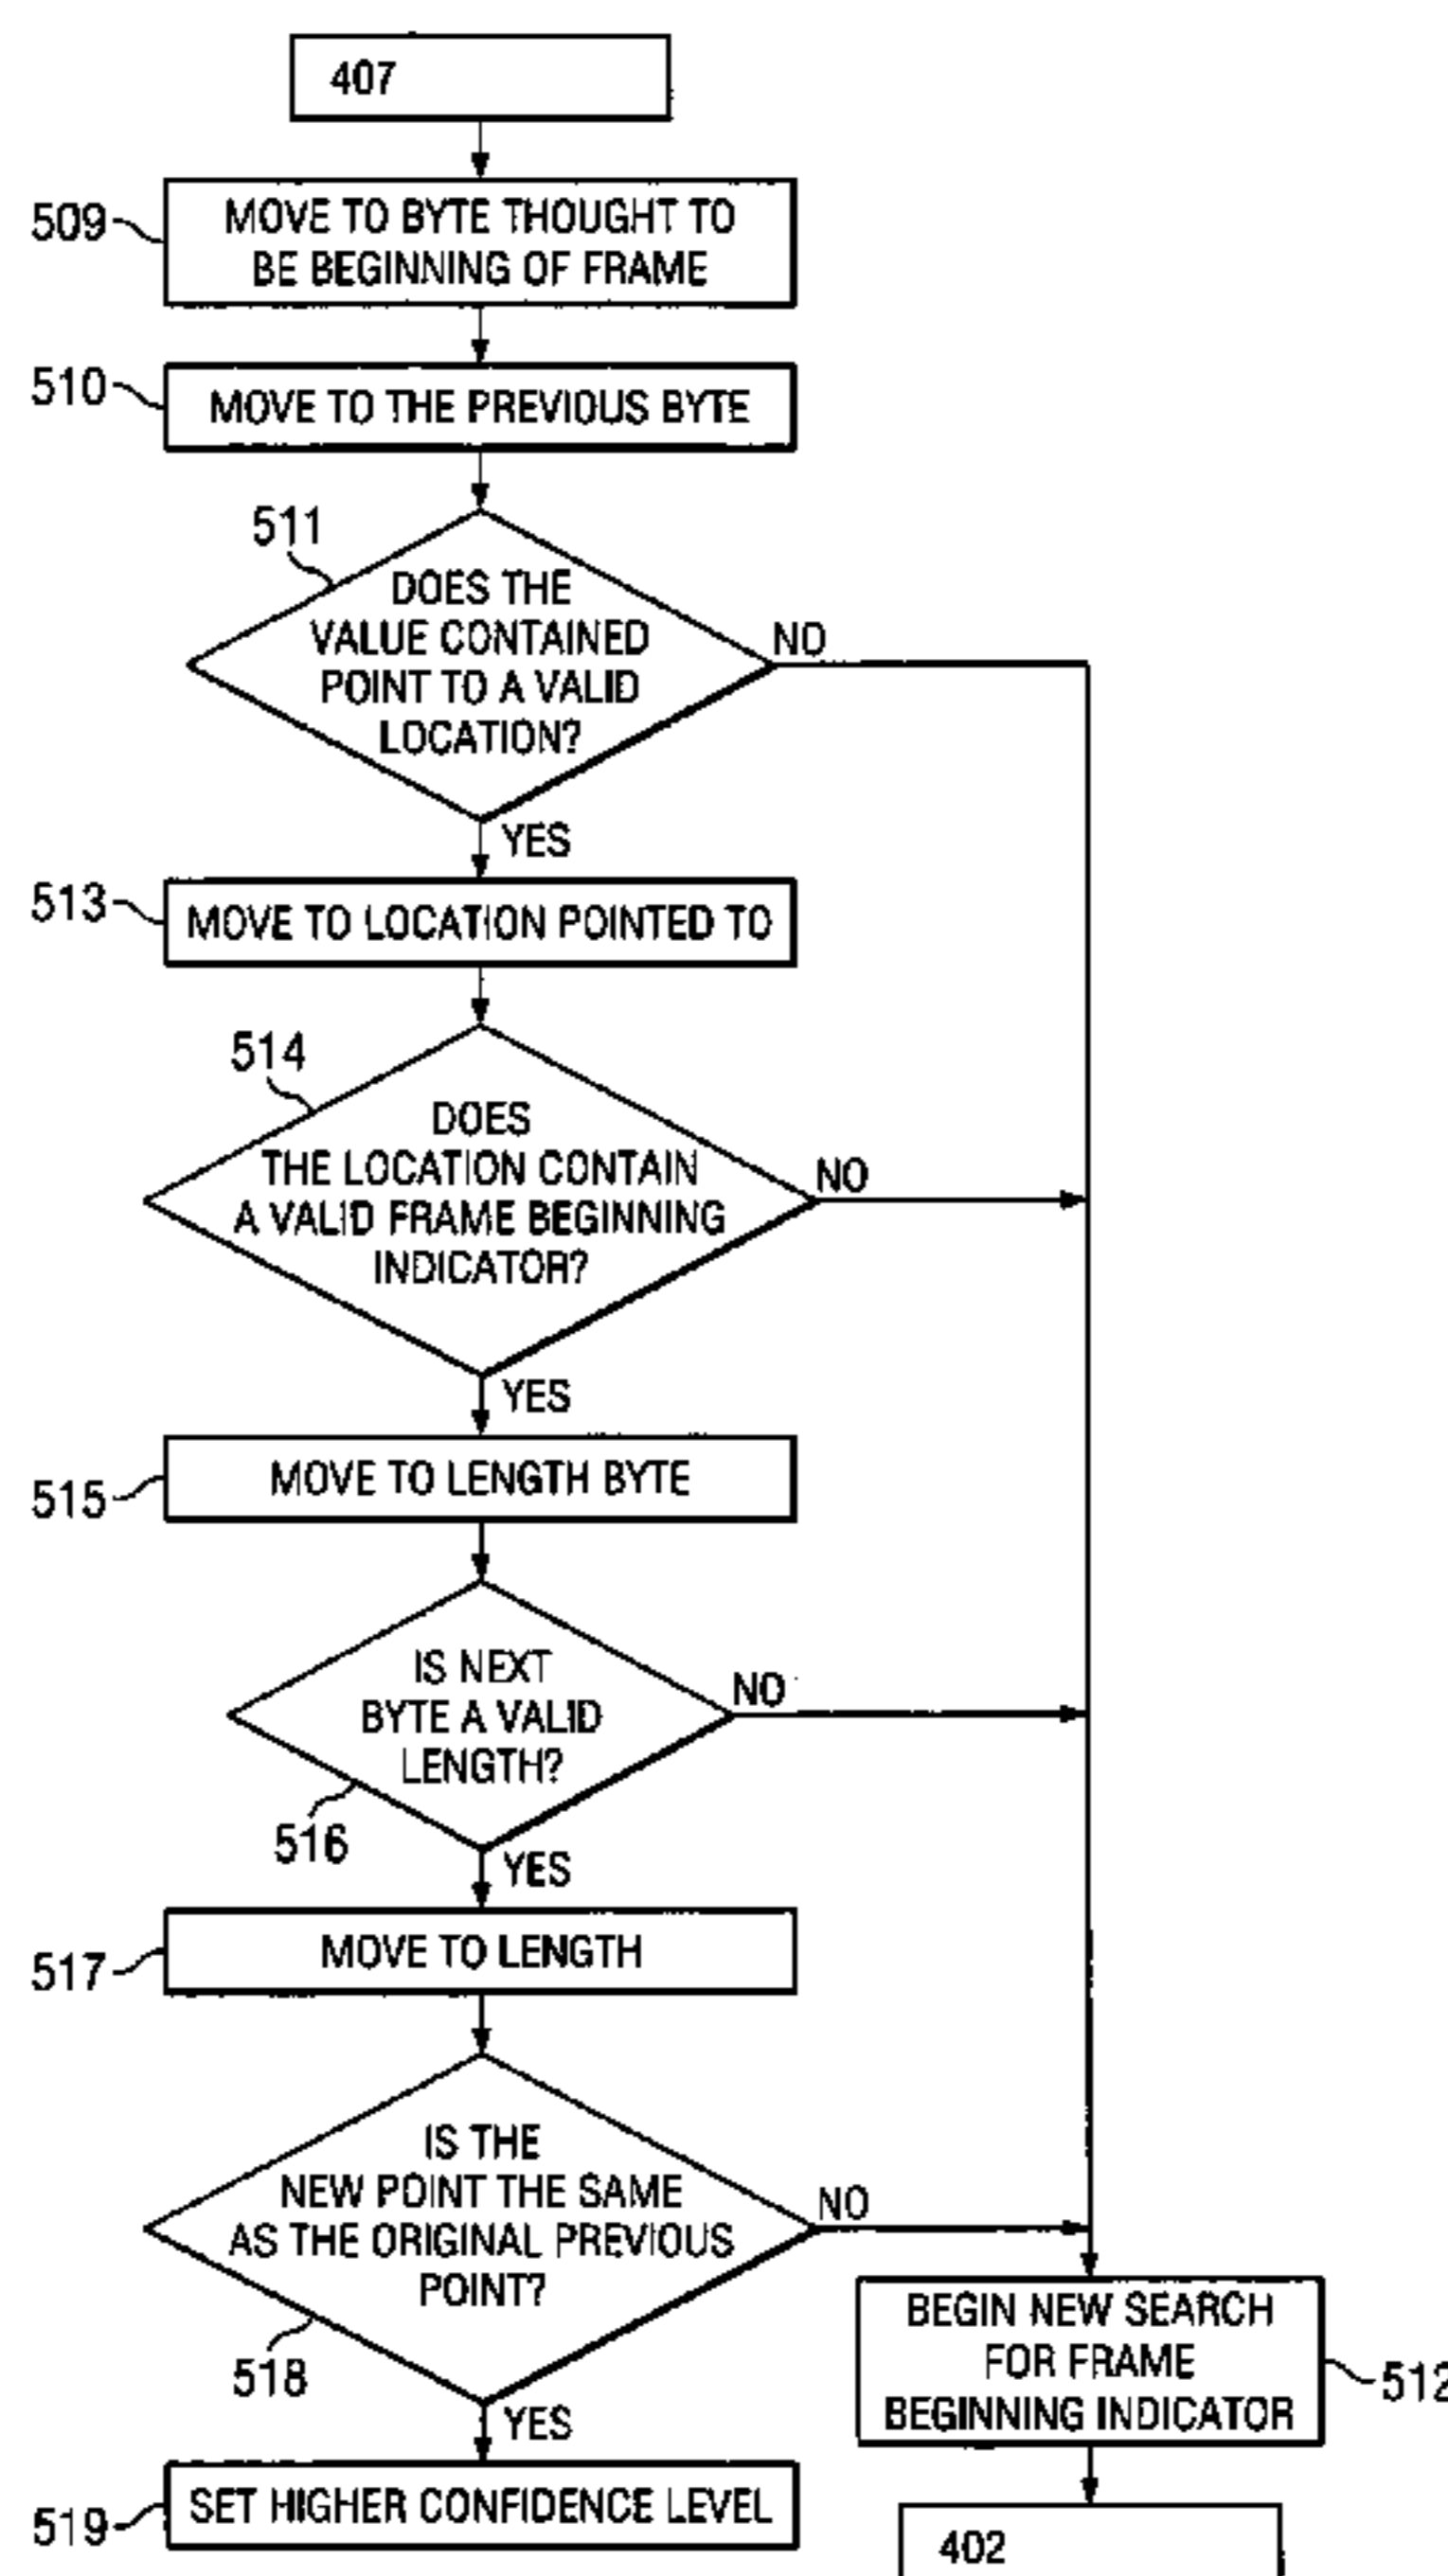 407
509
MOVE TO BYTE THOUGHT TO
BE BEGINNING OF FRAME
510
MOVE TO THE PREVIOUS BYTE
511
DOES THE
VALUE CONTAINED
POINT TO A VALID
LOCATION?
NO
YES
513
MOVE TO LOCATION POINTED TO
514
DOES
THE LOCATION CONTAIN
A VALID FRAME BEGINNING
INDICATOR?
NO
YES
515
MOVE TO LENGTH BYTE
IS NEXT
BYTE A VALID
LENGTH?
NO
516
YES
517
MOVE TO LENGTH
IS THE
NEW POINT THE SAME
AS THE ORIGINAL PREVIOUS
POINT?
NO
518
YES
BEGIN NEW SEARCH
FOR FRAME
BEGINNING INDICATOR
512
519
SET HIGHER CONFIDENCE LEVEL
402